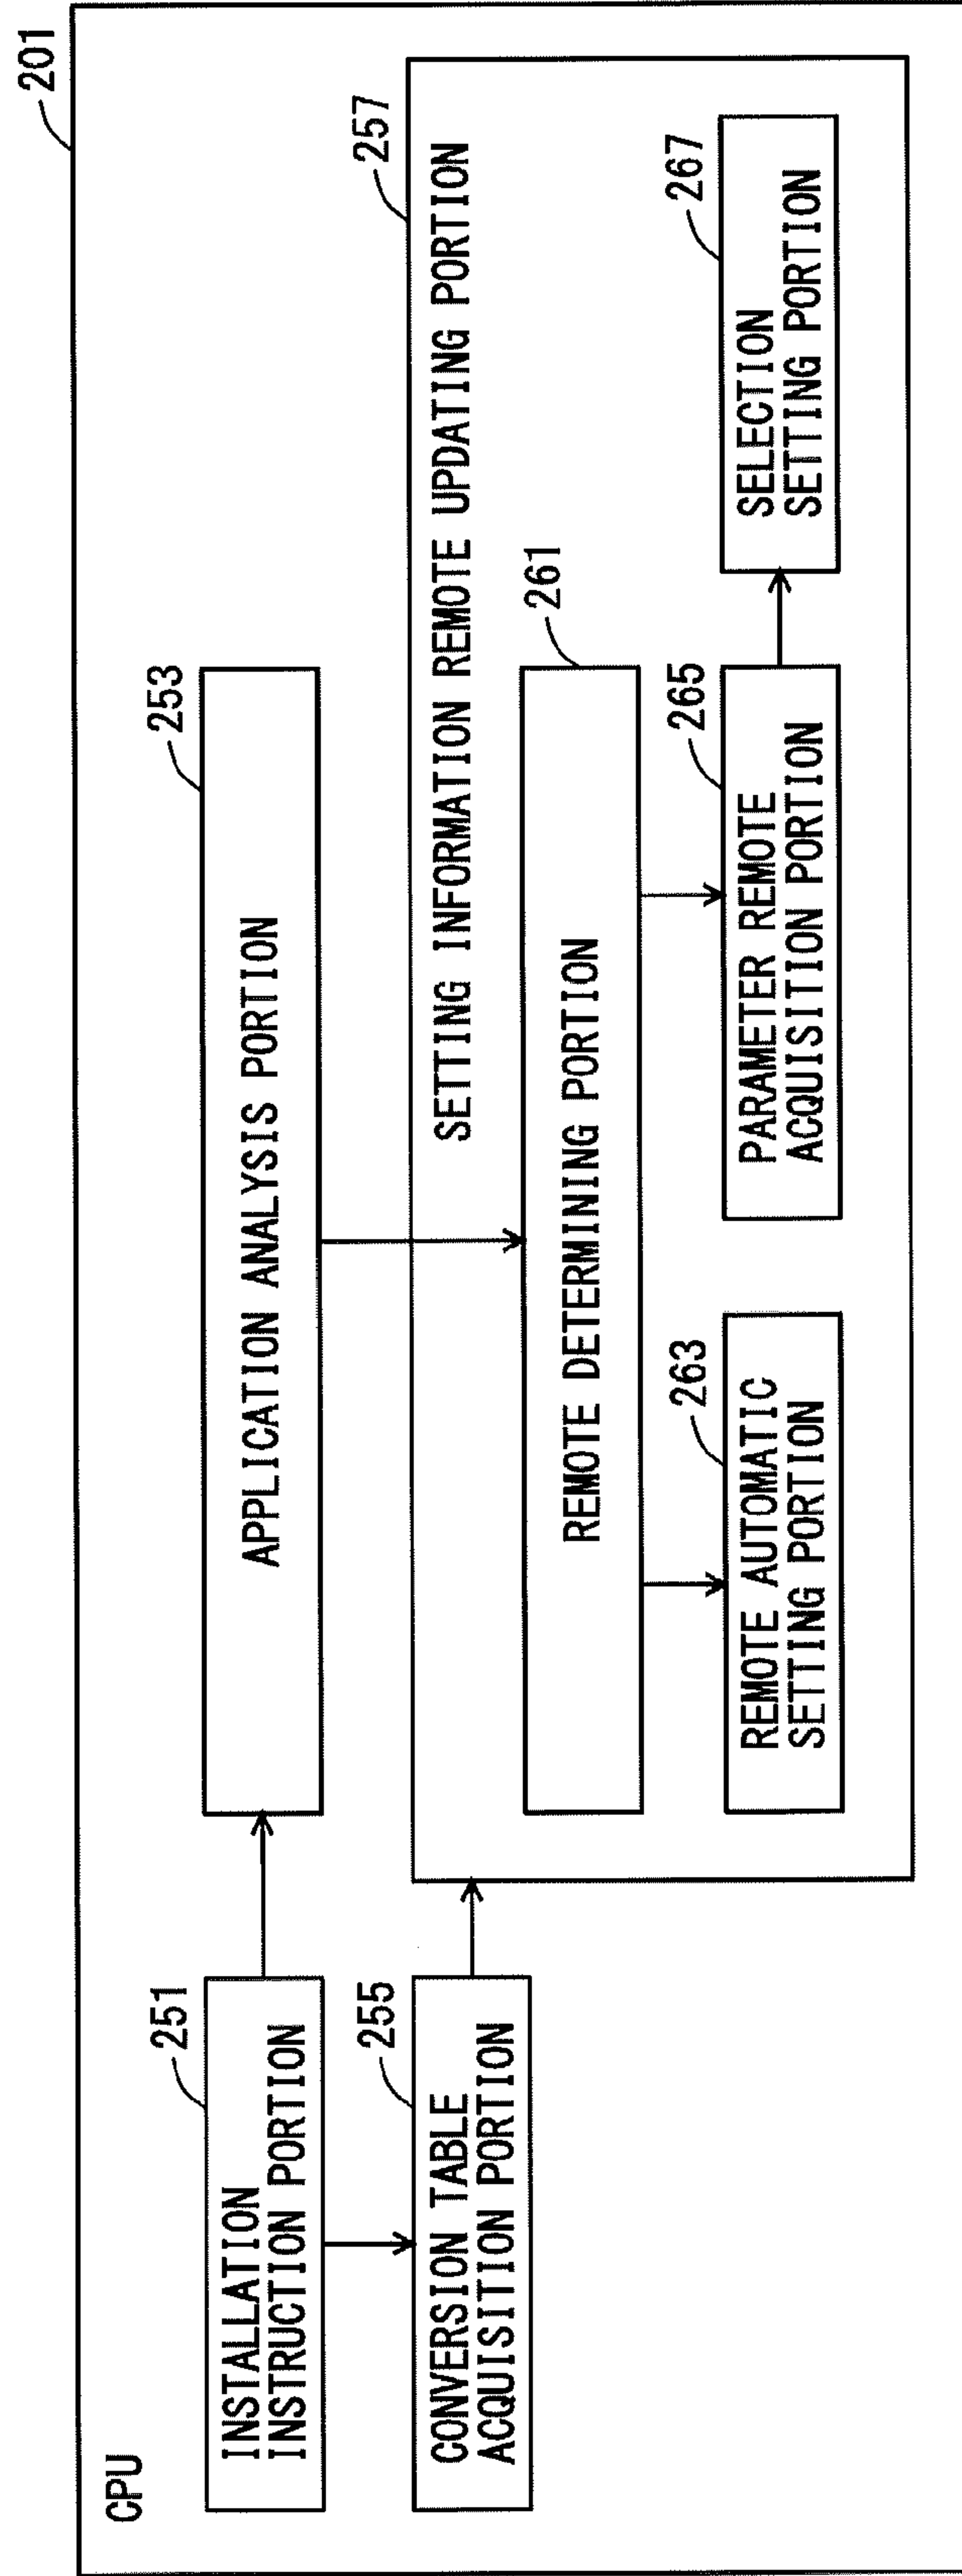 201
CPU
251
INSTALLATION
INSTRUCTION PORTION
253
APPLICATION ANALYSIS PORTION
255
CONVERSION TABLE
ACQUISITION PORTION
257
SETTING INFORMATION REMOTE UPDATING PORTION
261
REMOTE DETERMINING PORTION
263
REMOTE AUTOMATIC
SETTING PORTION
265
PARAMETER REMOTE
ACQUISITION PORTION
267
SELECTION
SETTING PORTION